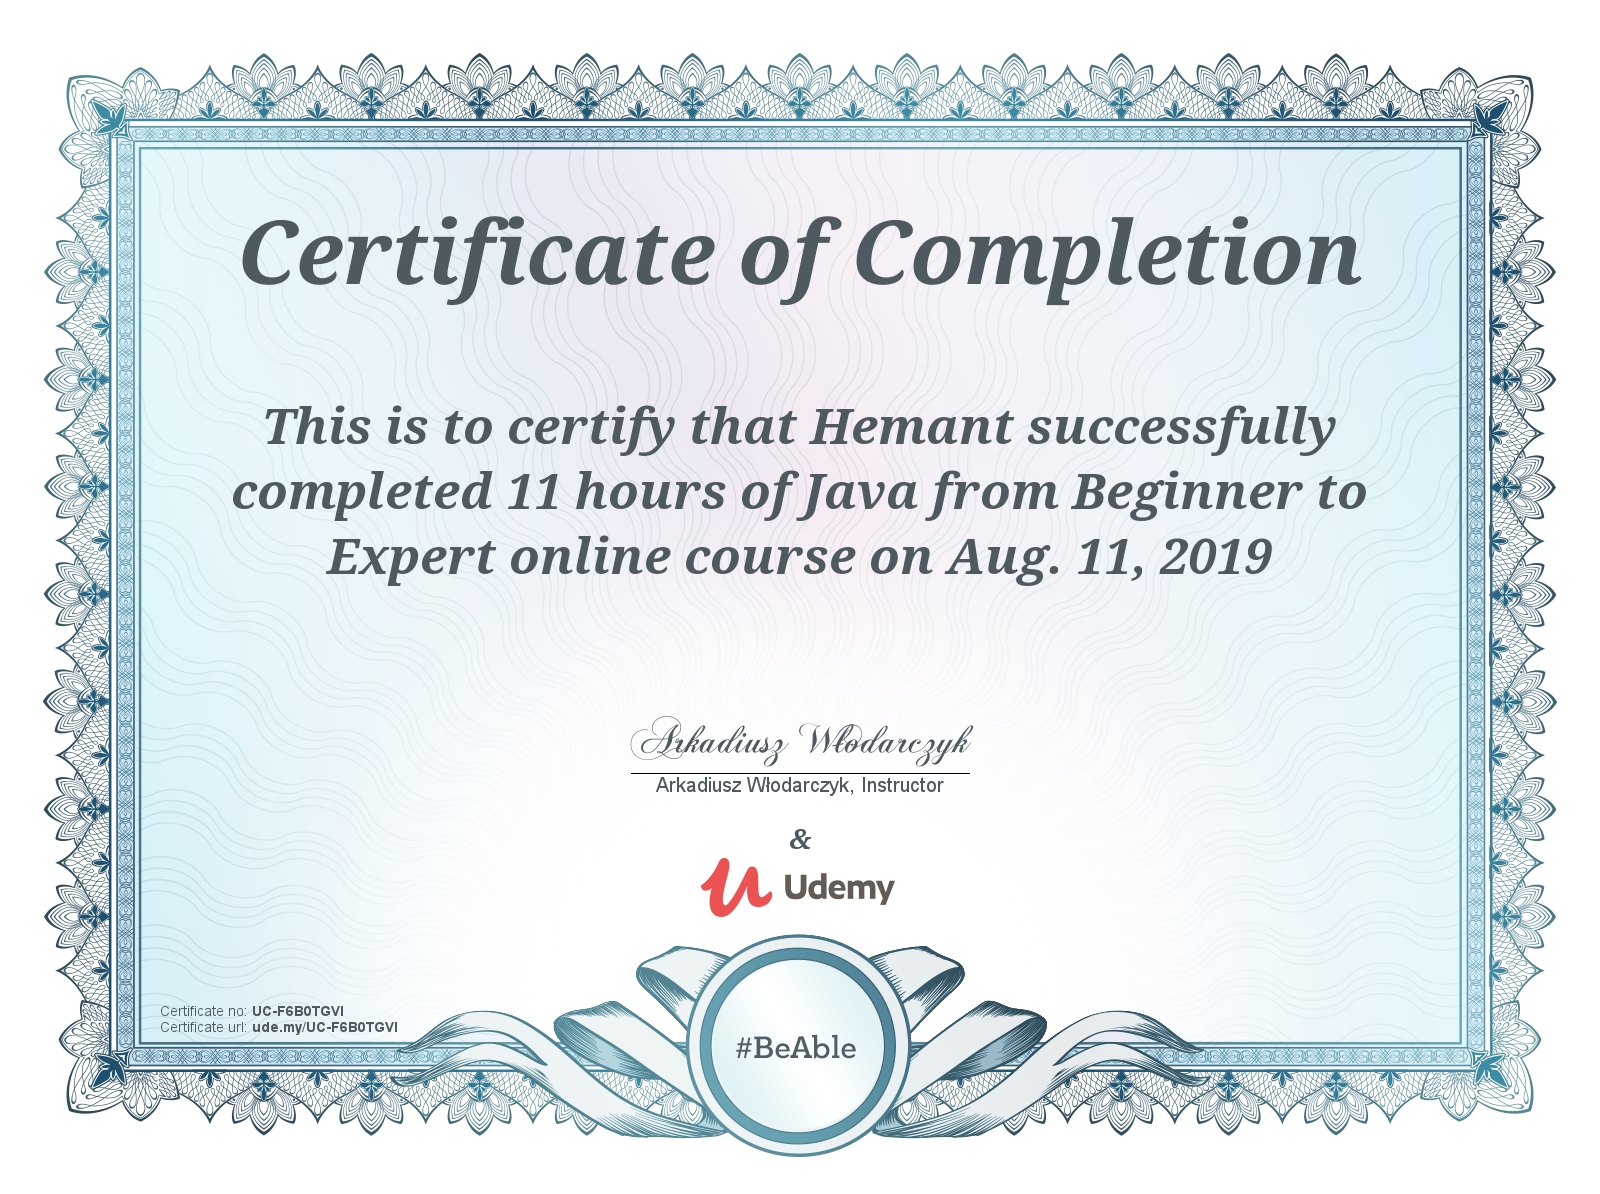 Certificate of Completion
This is to certify that Hemant successfully
completed 11 hours of Java from Beginner to
Expert online course on Aug. 11, 2019
Arkadiusz Włodarczyk
Arkadiusz Włodarczyk, Instructor
&
Udemy
Certificate no: UC-F6B0TGVI
Certificate url: ude.my/UC-F6B0TGVI
#BeAble